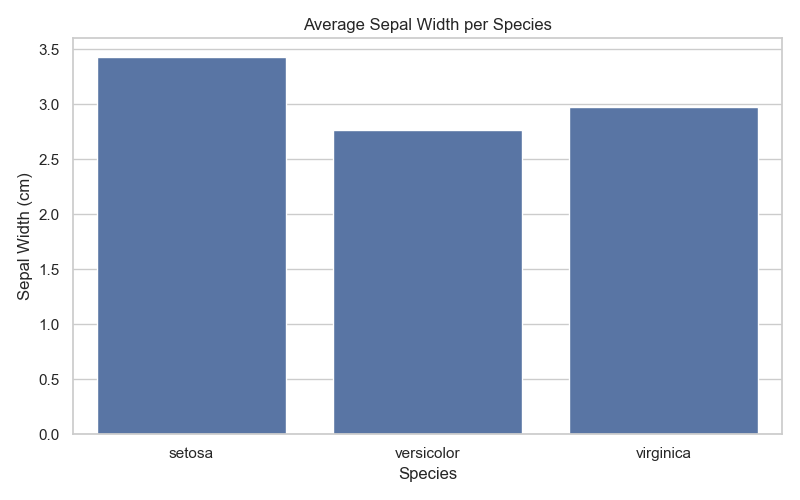 Average Sepal Width per Species
Sepal Width (cm)
3.5
3.0
2.5
2.0
1.5
1.0
0.5
0.0
setosa versicolor virginica
Species